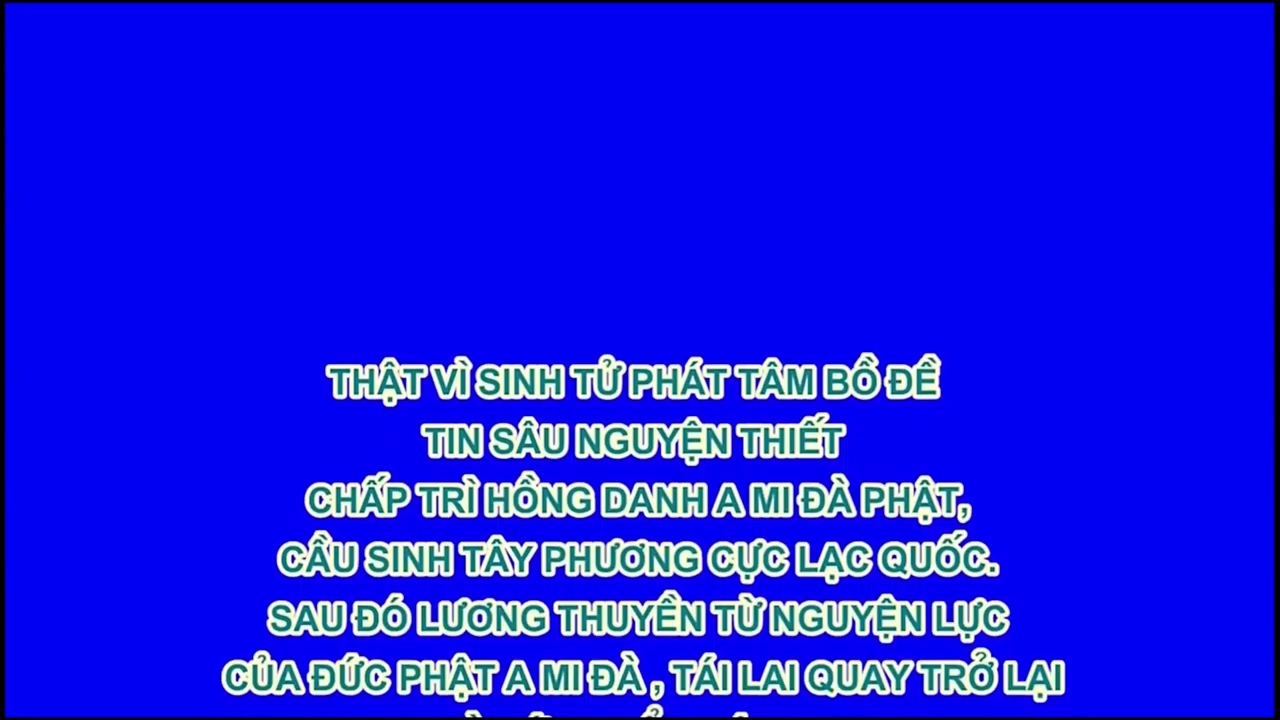 THẬT VÌ SINH TỬ PHÁT TÂM BỒ ĐỀ
TIN SÂU NGUYỆN THIẾT
CHẤP TRÌ HỒNG DANH A MI ĐÀ PHẬT,
CẦU SINH TÂY PHƯƠNG CỰC LẠC QUỐC.
SAU ĐÓ LƯƠNG THUYỀN TỪ NGUYỆN LỰC
CỦA ĐỨC PHẬT A MI ĐÀ , TÁI LAI QUAY TRỞ LẠI